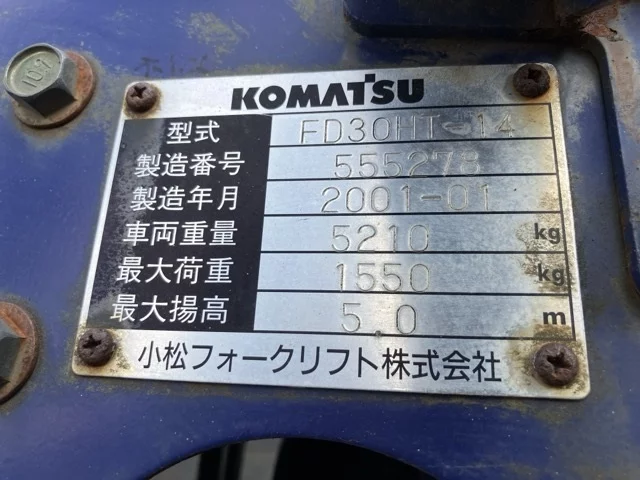 KOMATSU
型式 FD30HT-14
製造番号 555278
製造年月 2001-01
車両重量 5210 kg
最大荷重 1550 kg
最大揚高 5.0 m
小松フォークリフト株式会社